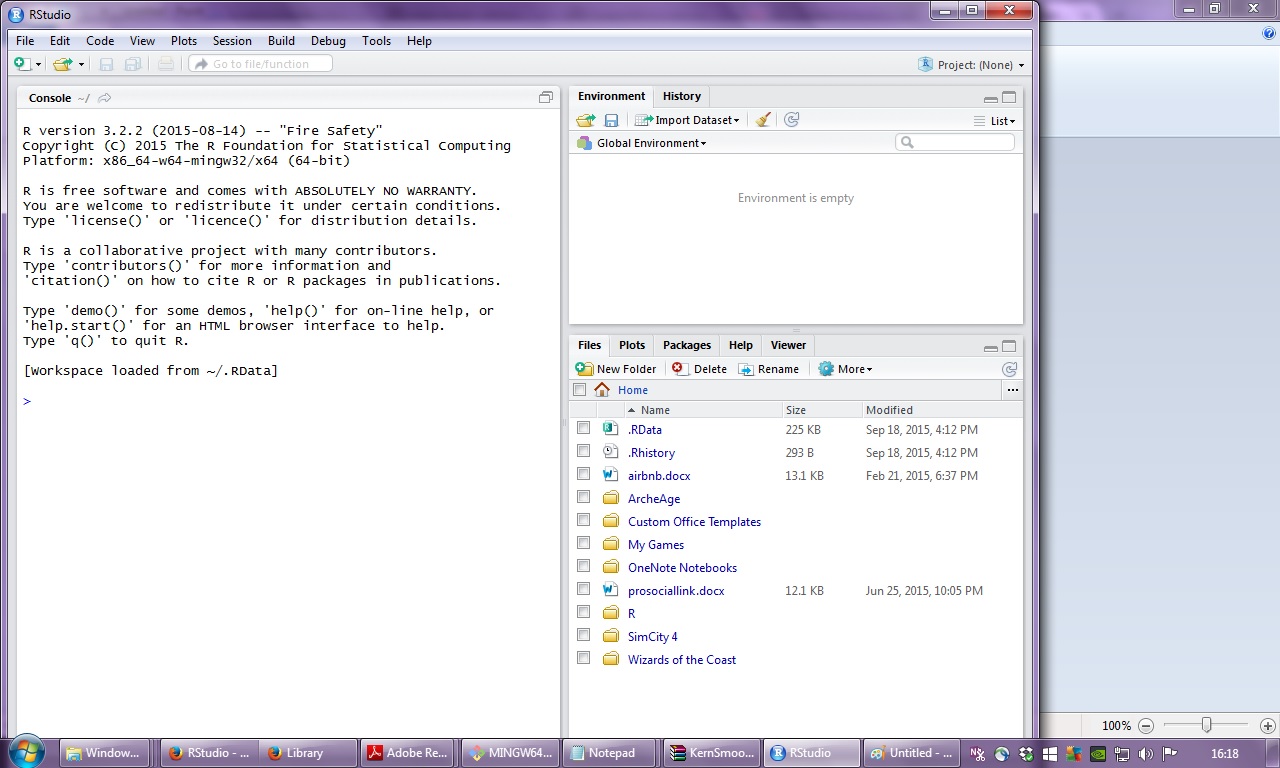 RStudio
File Edit Code View Plots Session Build Debug Tools Help
Go to file/function
Project: (None)
Console ~/
R version 3.2.2 (2015-08-14) -- "Fire Safety"
Copyright (C) 2015 The R Foundation for Statistical Computing
Platform: x86_64-w64-mingw32/x64 (64-bit)
R is free software and comes with ABSOLUTELY NO WARRANTY.
You are welcome to redistribute it under certain conditions.
Type 'license()' or 'licence()' for distribution details.
R is a collaborative project with many contributors.
Type 'contributors()' for more information and
'citation()' on how to cite R or R packages in publications.
Type 'demo()' for some demos, 'help()' for on-line help, or
'help.start()' for an HTML browser interface to help.
Type 'q()' to quit R.
[Workspace loaded from ~/.RData]
>
Environment History
Import Dataset
List
Global Environment
Environment is empty
Files Plots Packages Help Viewer
New Folder Delete Rename More
Home ...
Name Size Modified
.RData 225 KB Sep 18, 2015, 4:12 PM
.Rhistory 293 B Sep 18, 2015, 4:12 PM
airbnb.docx 13.1 KB Feb 21, 2015, 6:37 PM
ArcheAge
Custom Office Templates
My Games
OneNote Notebooks
prosociallink.docx 12.1 KB Jun 25, 2015, 10:05 PM
R
SimCity 4
Wizards of the Coast
100%
Window... RStudio - ... Library Adobe Re... MINGW64... Notepad KernSmoo... RStudio Untitled - ... 16:18